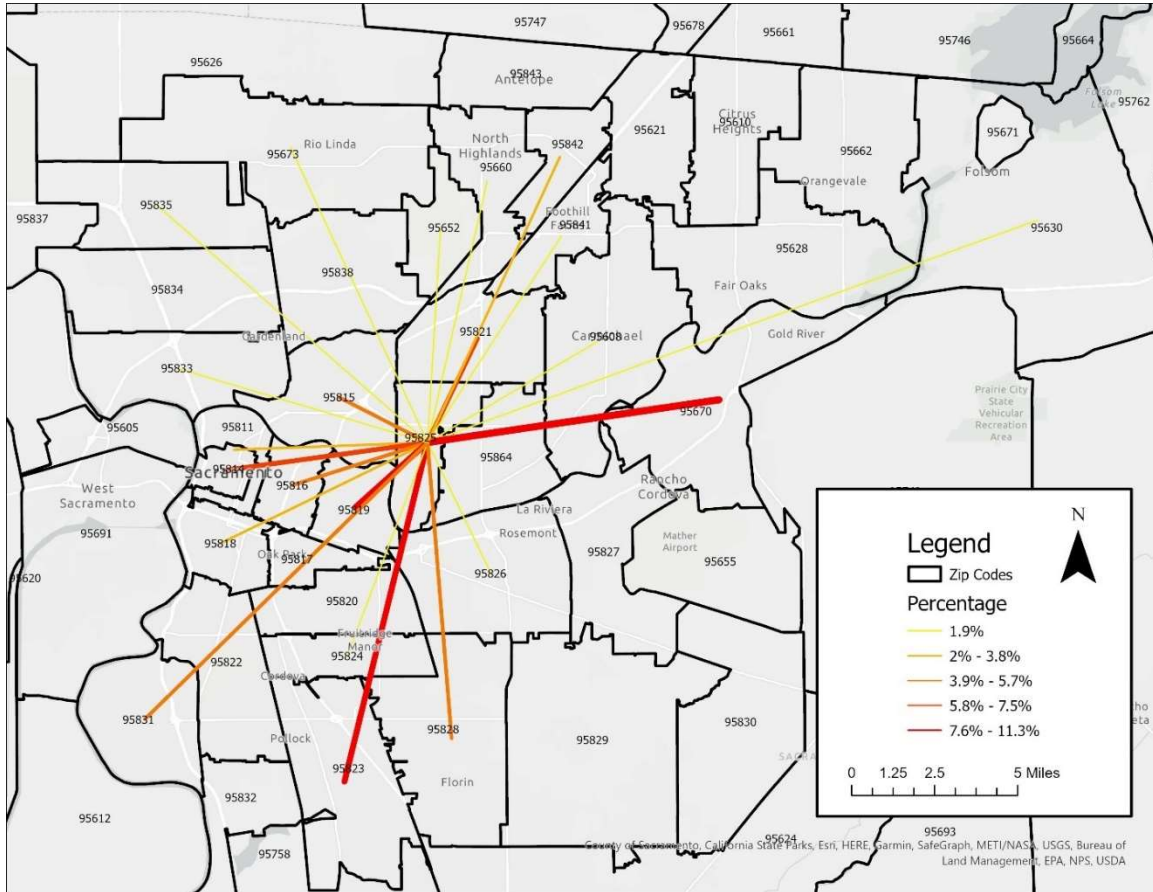 95747
95678
95661
95746
95664
95626
95843
Antelope
95762
Folsom
Lake
95621
Citrus
95610
Heights
95671
95842
North
Highlands
95660
Rio Linda
95673
95662
Folsom
Orangevale
95837
95835
95652
Foothill
95841
95630
95628
95838
95834
Fair Oaks
95821
Carmichael
95608
Gold River
95833
95815
95670
Prairie City
State
Vehicular
Recreation
Area
95605
95811
95825
95864
95814
Sacramento
95816
West
Sacramento
Rancho
Cordova
95819
La Riviera
Rosemont
95691
95818
Oak Park
95817
95827
Mather
Airport
95655
95620
95826
95820
Fruitridge
Manor
95824
95822
95831
95828
95830
95829
Pollock
95823
Florin
95832
95612
95758
95624
95693
Legend
Zip Codes
Percentage
1.9%
2% - 3.8%
3.9% - 5.7%
5.8% - 7.5%
7.6% - 11.3%
N
0 1.25 2.5 5 Miles
County of Sacramento, California State Parks, Esri, HERE, Garmin, SafeGraph, METI/NASA, USGS, Bureau of
Land Management, EPA, NPS, USDA